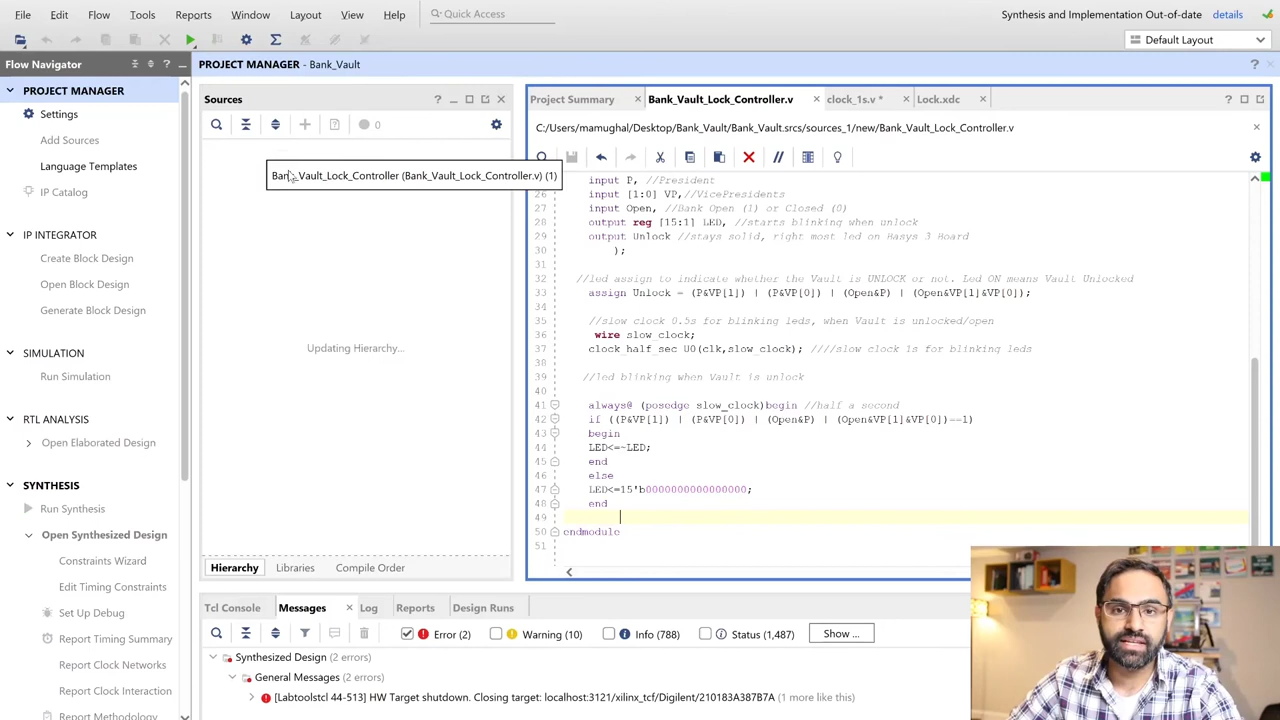 File Edit Flow Tools Reports Window Layout View Help Quick Access Synthesis and Implementation Out-of-date details
Default Layout
Flow Navigator ? PROJECT MANAGER - Bank_Vault ?
PROJECT MANAGER
Settings
Add Sources
Language Templates
IP Catalog
IP INTEGRATOR
Create Block Design
Open Block Design
Generate Block Design
SIMULATION
Run Simulation
RTL ANALYSIS
Open Elaborated Design
SYNTHESIS
Run Synthesis
Open Synthesized Design
Constraints Wizard
Edit Timing Constraints
Set Up Debug
Report Timing Summary
Report Clock Networks
Report Clock Interaction
Report Methodology
Sources ?
0
Bank_Vault_Lock_Controller (Bank_Vault_Lock_Controller.v) (1)
Updating Hierarchy...
Hierarchy Libraries Compile Order
Project Summary Bank_Vault_Lock_Controller.v clock_1s.v * Lock.xdc ?
C:/Users/mamughal/Desktop/Bank_Vault/Bank_Vault.srcs/sources_1/new/Bank_Vault_Lock_Controller.v
input P, //President
26 input [1:0] VP,//VicePresidents
27 input Open, //Bank Open (1) or Closed (0)
28 output reg [15:1] LED, //starts blinking when unlock
29 output Unlock //stays solid, right most led on Basys 3 Board
30 );
31
32 //led assign to indicate whether the Vault is UNLOCK or not. Led ON means Vault Unlocked
33 assign Unlock = (P&VP[1]) | (P&VP[0]) | (Open&P) | (Open&VP[1]&VP[0]);
34
35 //slow clock 0.5s for blinking leds, when Vault is unlocked/open
36 wire slow_clock;
37 clock_half_sec U0(clk,slow_clock); ////slow clock 1s for blinking leds
38
39 //led blinking when Vault is unlock
40
41 always@ (posedge slow_clock)begin //half a second
42 if ((P&VP[1]) | (P&VP[0]) | (Open&P) | (Open&VP[1]&VP[0])==1)
43 begin
44 LED<=~LED;
45 end
46 else
47 LED<=15'b0000000000000000;
48 end
49
50 endmodule
51
Tcl Console Messages Log Reports Design Runs
Error (2) Warning (10) Info (788) Status (1,487) Show ...
Synthesized Design (2 errors)
General Messages (2 errors)
[Labtoolstcl 44-513] HW Target shutdown. Closing target: localhost:3121/xilinx_tcf/Digilent/210183A387B7A (1 more like this)